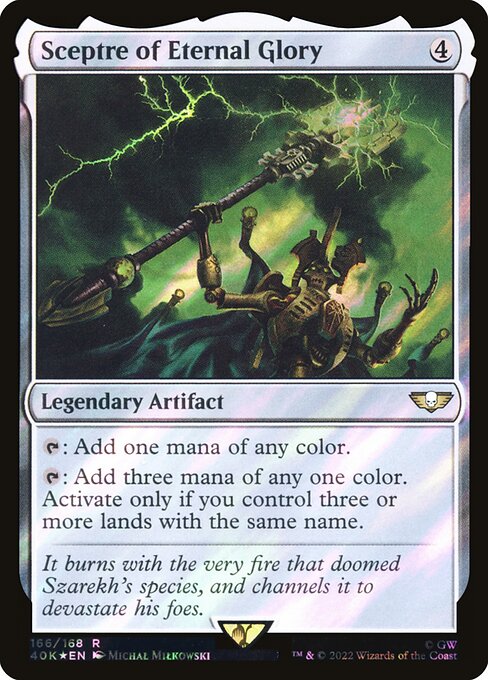 Sceptre of Eternal Glory 4
Legendary Artifact
: Add one mana of any color.
: Add three mana of any one color.
Activate only if you control three or
more lands with the same name.
It burns with the very fire that doomed
Szarekh's species, and channels it to
devastate his foes.
166/168 R © GW
40K★EN Michał Miłkowski ™ & © 2022 Wizards of the Coast